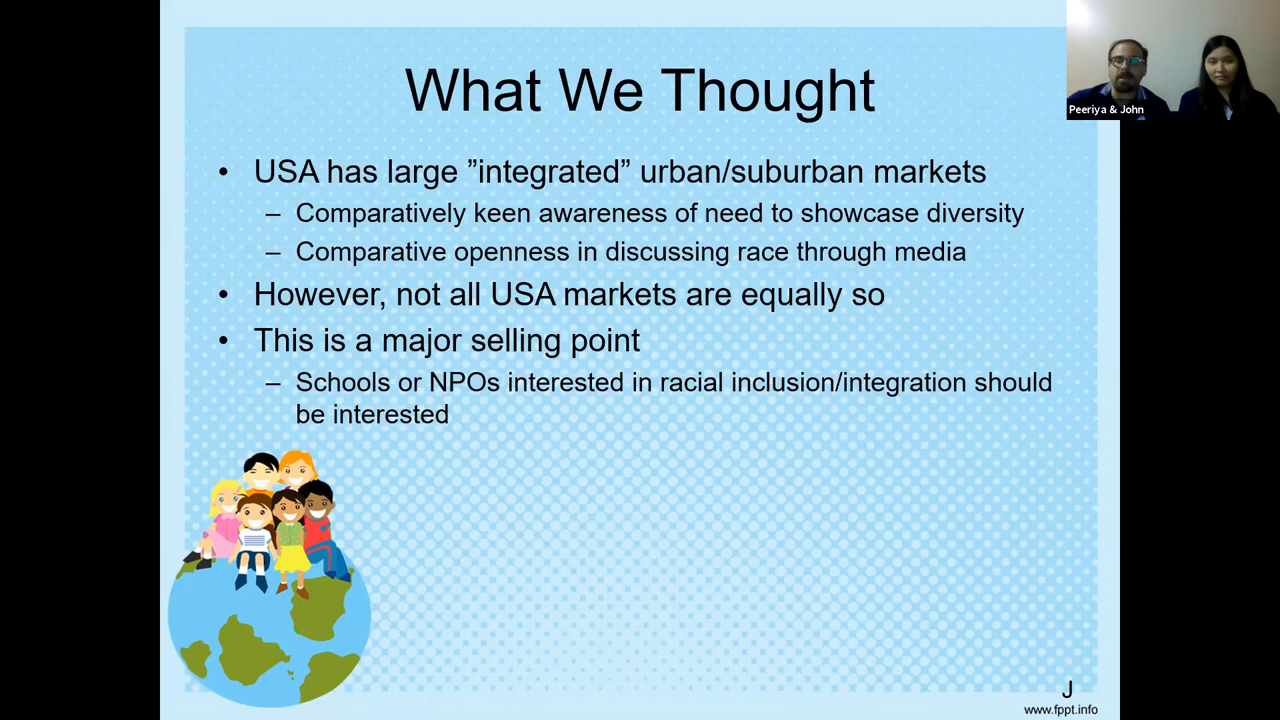 What We Thought
Peeriya & John
• USA has large ”integrated” urban/suburban markets
– Comparatively keen awareness of need to showcase diversity
– Comparative openness in discussing race through media
• However, not all USA markets are equally so
• This is a major selling point
– Schools or NPOs interested in racial inclusion/integration should
be interested
J
www.fppt.info